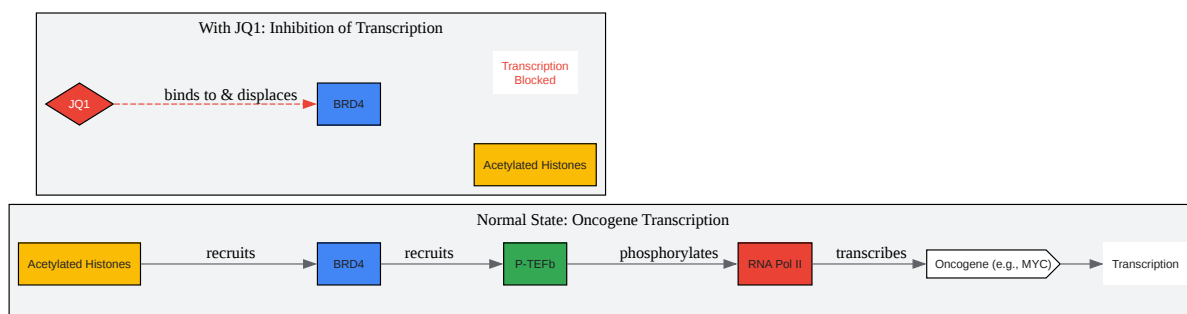 With JQ1: Inhibition of Transcription
Transcription
Blocked
JQ1
binds to & displaces
BRD4
Acetylated Histones
Normal State: Oncogene Transcription
Acetylated Histones
recruits
BRD4
recruits
P-TEFb
phosphorylates
RNA Pol II
transcribes
Oncogene (e.g., MYC)
Transcription